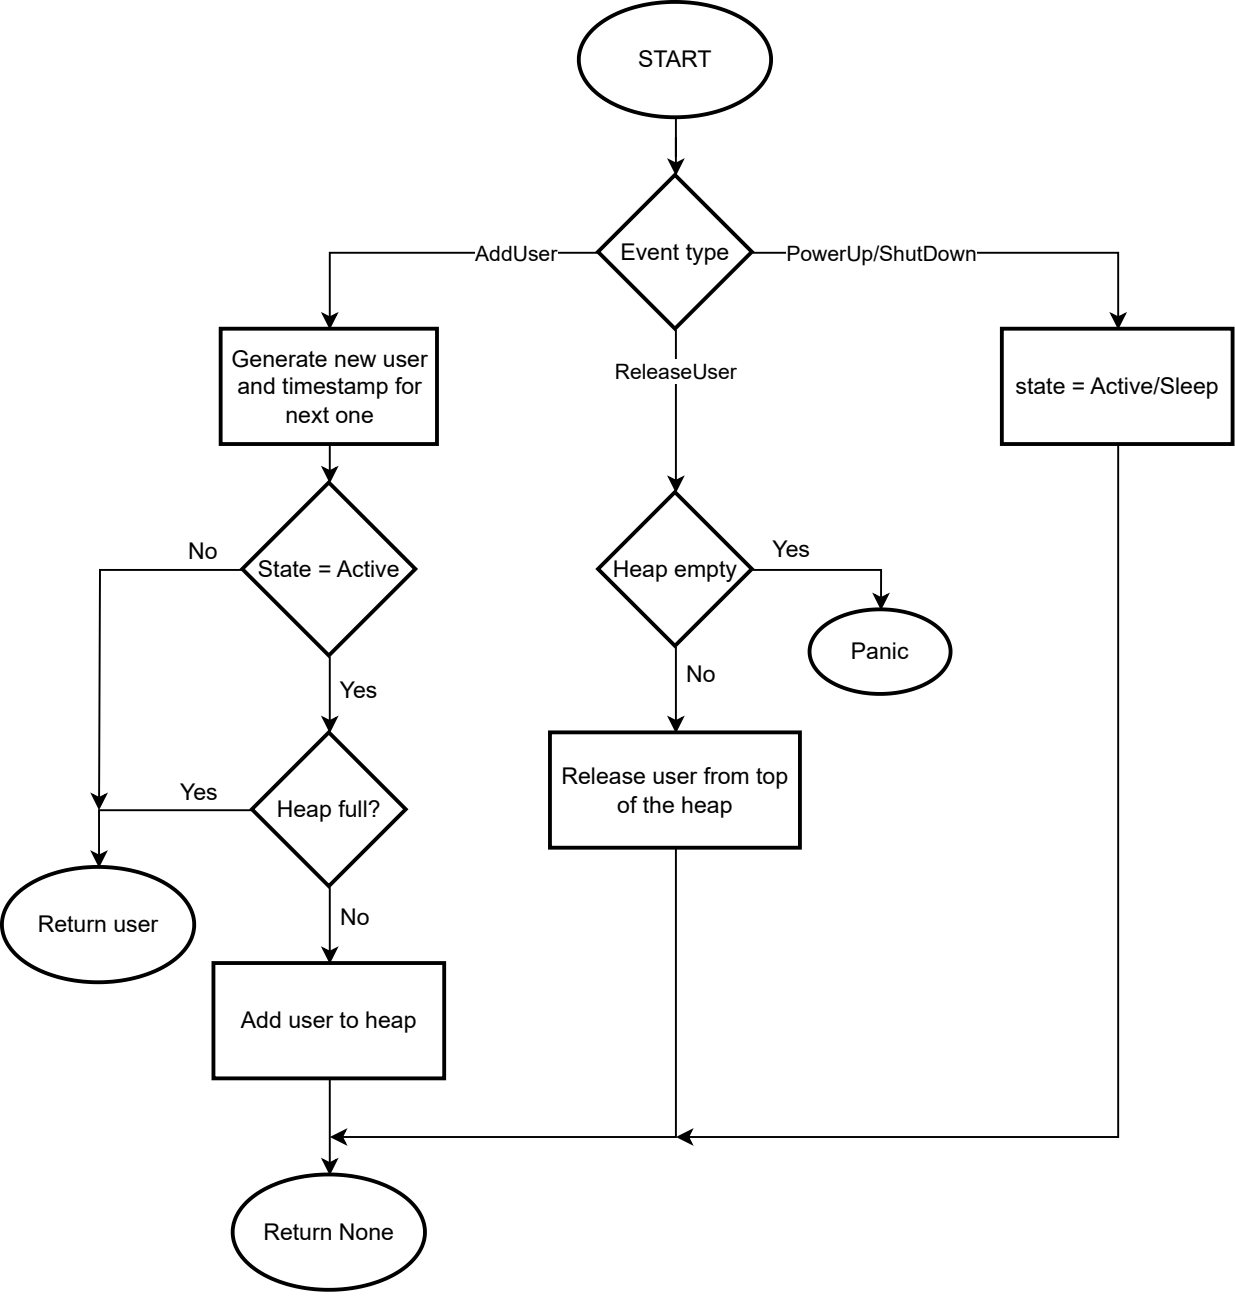 START
Event type
AddUser
PowerUp/ShutDown
ReleaseUser
Generate new user
and timestamp for
next one
state = Active/Sleep
State = Active
No
Yes
Heap empty
Yes
No
Panic
Heap full?
Yes
No
Release user from top
of the heap
Return user
Add user to heap
Return None